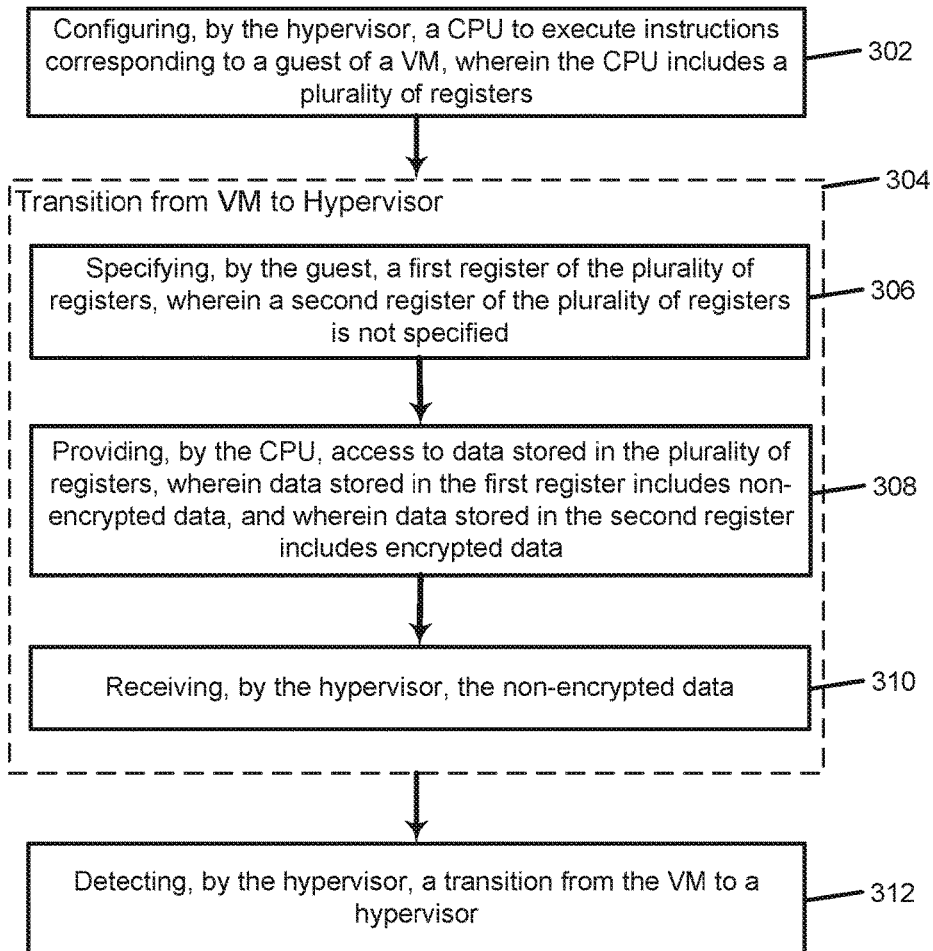 Configuring, by the hypervisor, a CPU to execute instructions
corresponding to a guest of a VM, wherein the CPU includes a
plurality of registers
302
304
Transition from VM to Hypervisor
Specifying, by the guest, a first register of the plurality of
registers, wherein a second register of the plurality of registers
is not specified
306
Providing, by the CPU, access to data stored in the plurality of
registers, wherein data stored in the first register includes non-
encrypted data, and wherein data stored in the second register
includes encrypted data
308
Receiving, by the hypervisor, the non-encrypted data
310
Detecting, by the hypervisor, a transition from the VM to a
hypervisor
312